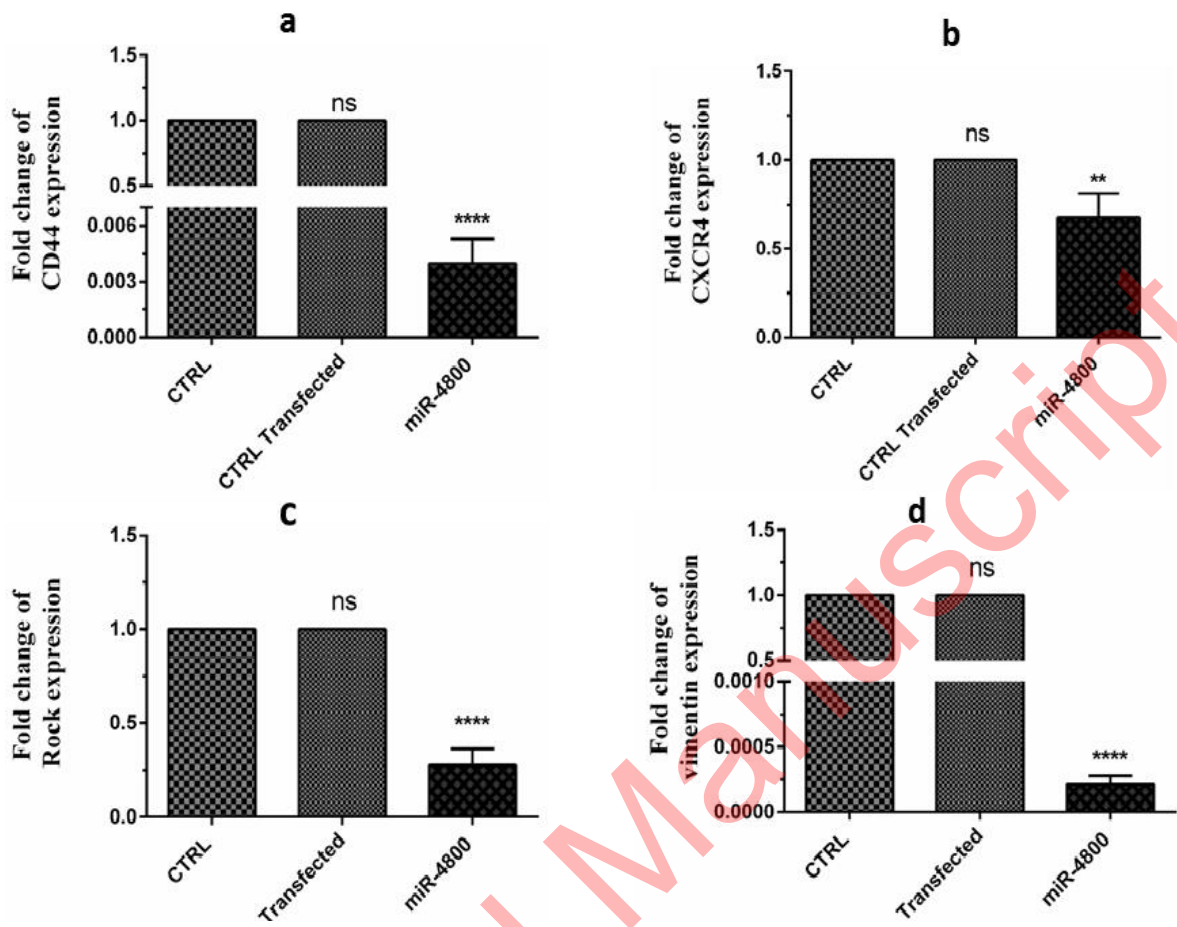 a
Fold change of
CD44 expression
1.5
1.0
0.5
0.006
0.003
0.000
ns
****
CTRL
CTRL Transfected
miR-4800
b
Fold change of
CXCR4 expression
1.5
1.0
0.5
0.0
ns
**
CTRL
CTRL Transfected
miR-4800
c
Fold change of
Rock expression
1.5
1.0
0.5
0.0
ns
****
CTRL
Transfected
miR-4800
d
Fold change of
vimentin expression
1.5
1.0
0.5
0.0010
0.0005
0.0000
ns
****
CTRL
Transfected
miR-4800
Manuscript